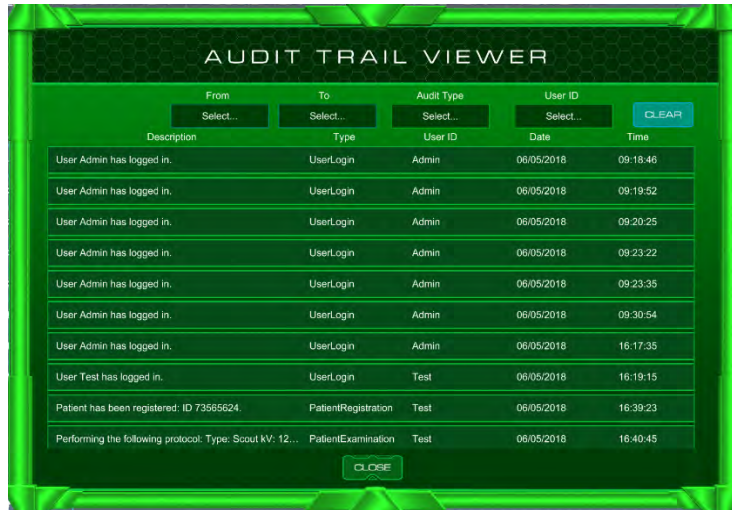 AUDIT TRAIL VIEWER
From To Audit Type User ID
Select... Select... Select... Select... CLEAR
Description Type User ID Date Time
User Admin has logged in. UserLogin Admin 06/05/2018 09:18:46
User Admin has logged in. UserLogin Admin 06/05/2018 09:19:52
User Admin has logged in. UserLogin Admin 06/05/2018 09:20:25
User Admin has logged in. UserLogin Admin 06/05/2018 09:23:22
User Admin has logged in. UserLogin Admin 06/05/2018 09:23:35
User Admin has logged in. UserLogin Admin 06/05/2018 09:30:54
User Admin has logged in. UserLogin Admin 06/05/2018 16:17:35
User Test has logged in. UserLogin Test 06/05/2018 16:19:15
Patient has been registered: ID 73565624. PatientRegistration Test 06/05/2018 16:39:23
Performing the following protocol: Type: Scout kV: 12... PatientExamination Test 06/05/2018 16:40:45
CLOSE